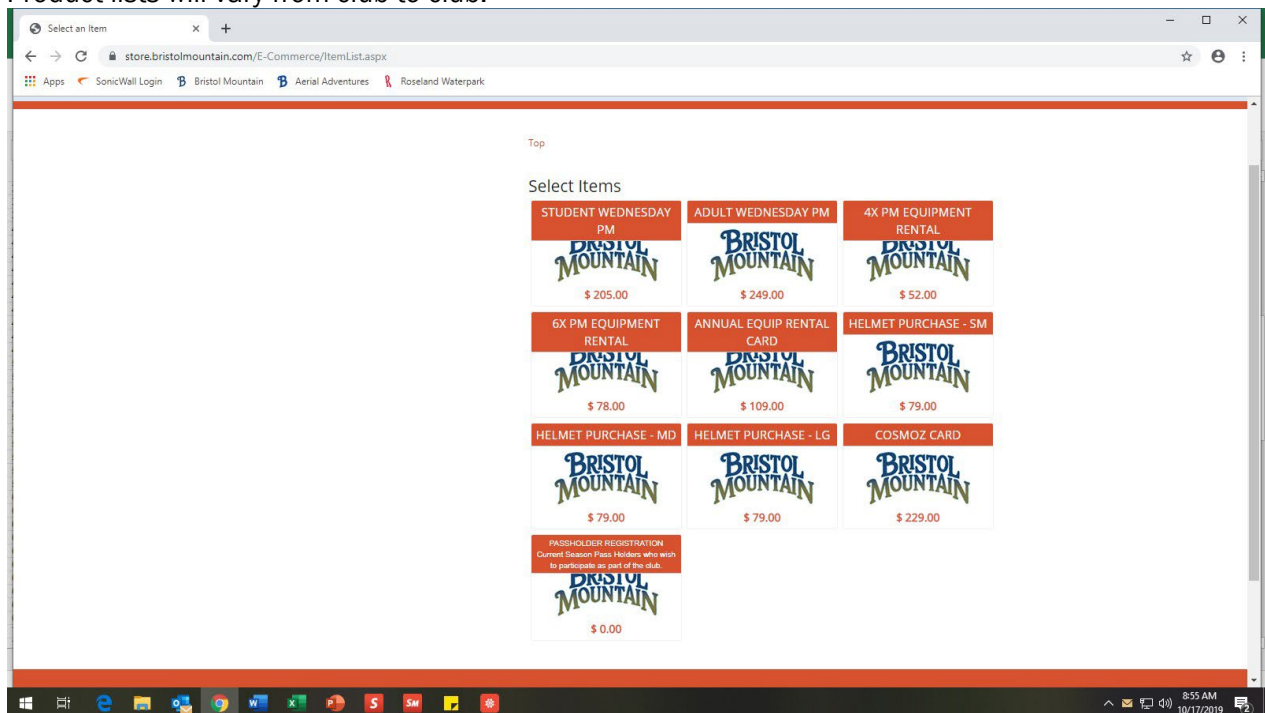 Product lists will vary from club to club.
Select an Item
store.bristolmountain.com/E-Commerce/ItemList.aspx
Apps SonicWall Login Bristol Mountain Aerial Adventures Roseland Waterpark
Top
Select Items
STUDENT WEDNESDAY
PM
BRISTOL
MOUNTAIN
$ 205.00
ADULT WEDNESDAY PM
BRISTOL
MOUNTAIN
$ 249.00
4X PM EQUIPMENT
RENTAL
BRISTOL
MOUNTAIN
$ 52.00
6X PM EQUIPMENT
RENTAL
BRISTOL
MOUNTAIN
$ 78.00
ANNUAL EQUIP RENTAL
CARD
BRISTOL
MOUNTAIN
$ 109.00
HELMET PURCHASE - SM
BRISTOL
MOUNTAIN
$ 79.00
HELMET PURCHASE - MD
BRISTOL
MOUNTAIN
$ 79.00
HELMET PURCHASE - LG
BRISTOL
MOUNTAIN
$ 79.00
COSMOZ CARD
BRISTOL
MOUNTAIN
$ 229.00
PASSHOLDER REGISTRATION
Current Season Pass Holders who wish
to participate as part of the club.
BRISTOL
MOUNTAIN
$ 0.00
8:55 AM
10/17/2019